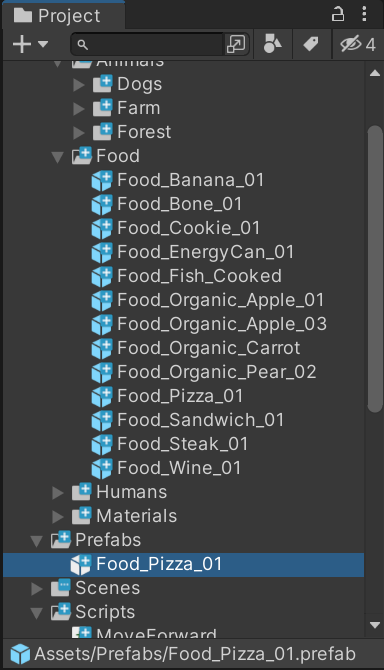 Project
4
Animals
Dogs
Farm
Forest
Food
Food_Banana_01
Food_Bone_01
Food_Cookie_01
Food_EnergyCan_01
Food_Fish_Cooked
Food_Organic_Apple_01
Food_Organic_Apple_03
Food_Organic_Carrot
Food_Organic_Pear_02
Food_Pizza_01
Food_Sandwich_01
Food_Steak_01
Food_Wine_01
Humans
Materials
Prefabs
Food_Pizza_01
Scenes
Scripts
MoveForward
Assets/Prefabs/Food_Pizza_01.prefab